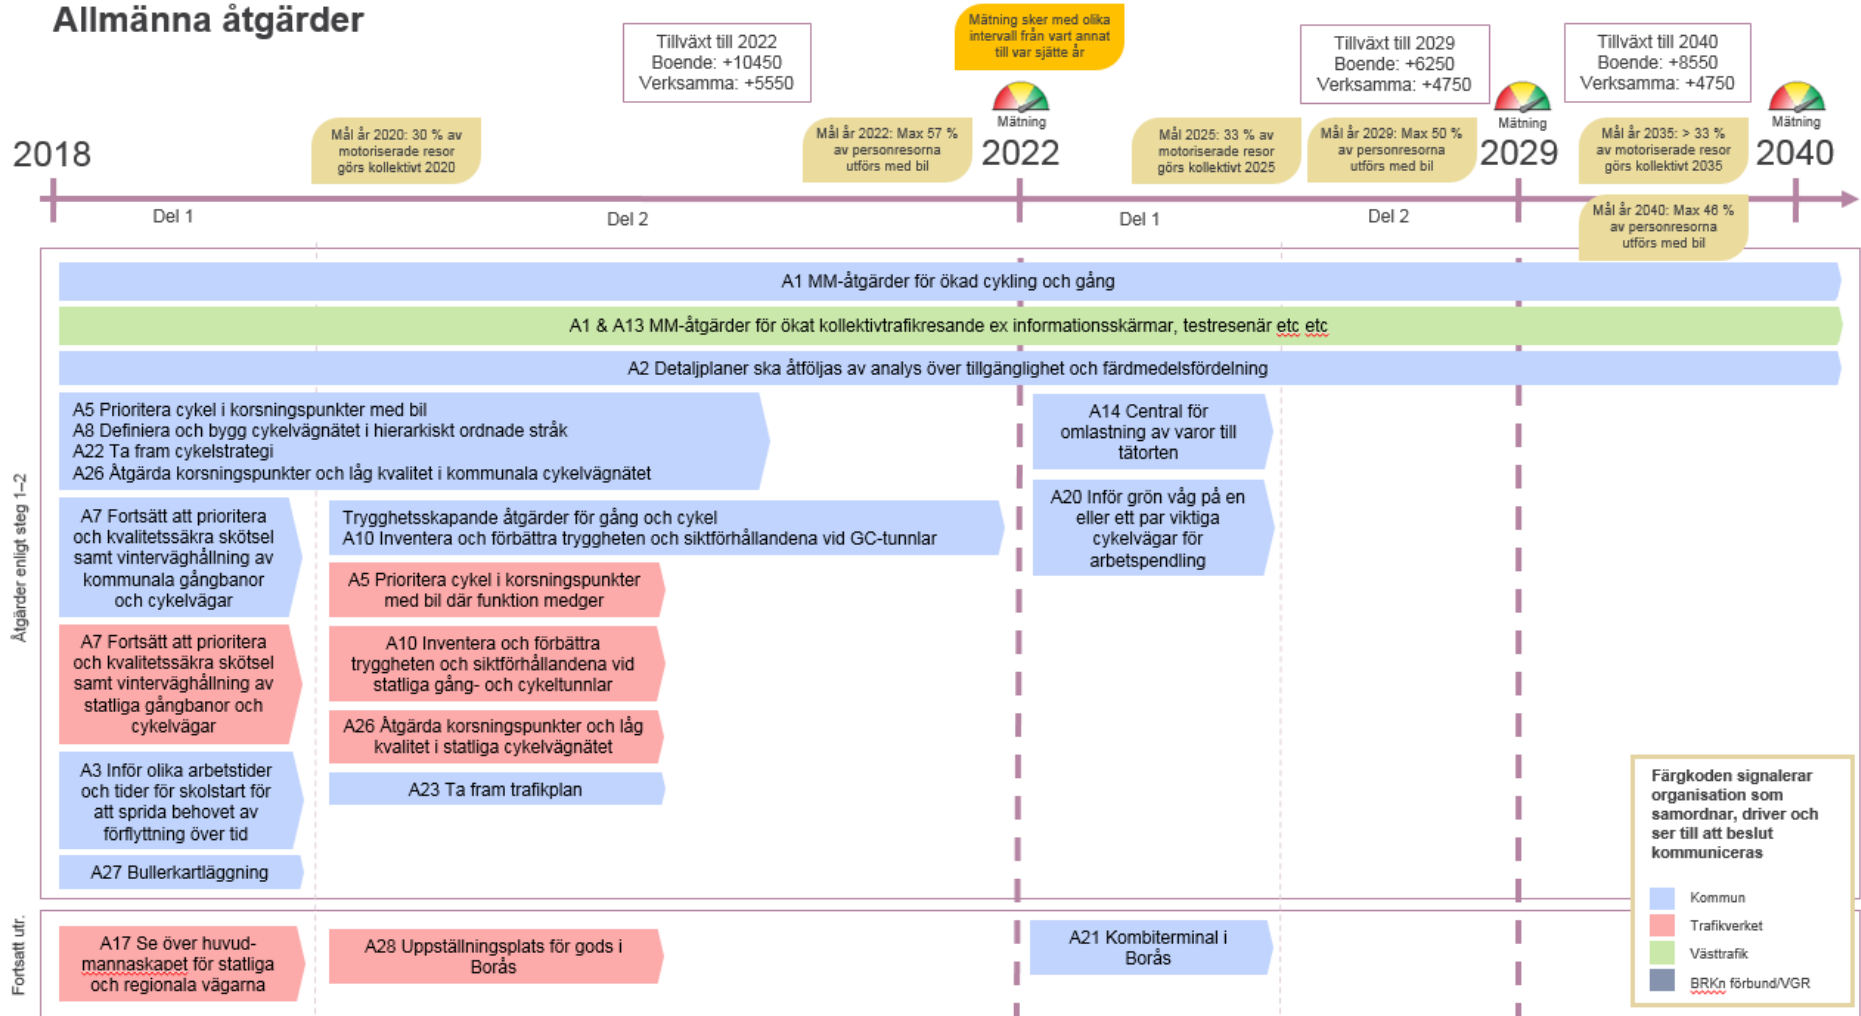 Allmänna åtgärder
Tillväxt till 2022
Boende: +10450
Verksamma: +5550
Mätning sker med olika
intervall från vart annat
till var sjätte år
Tillväxt till 2029
Boende: +6250
Verksamma: +4750
Tillväxt till 2040
Boende: +8550
Verksamma: +4750
Mätning
Mätning
Mätning
2018
Mål år 2020: 30 % av
motoriserade resor
görs kollektivt 2020
Mål år 2022: Max 57 %
av personresorna
utförs med bil
2022
Mål 2025: 33 % av
motoriserade resor
görs kollektivt 2025
Mål år 2029: Max 50 %
av personresorna
utförs med bil
2029
Mål år 2035: > 33 %
av motoriserade resor
görs kollektivt 2035
2040
Del 1
Del 2
Del 1
Del 2
Mål år 2040: Max 46 %
av personresorna
utförs med bil
Åtgärder enligt steg 1–2
A1 MM-åtgärder för ökad cykling och gång
A1 & A13 MM-åtgärder för ökat kollektivtrafikresande ex informationsskärmar, testresenär etc etc
A2 Detaljplaner ska åtföljas av analys över tillgänglighet och färdmedelsfördelning
A5 Prioritera cykel i korsningspunkter med bil
A8 Definiera och bygg cykelvägnätet i hierarkiskt ordnade stråk
A22 Ta fram cykelstrategi
A26 Åtgärda korsningspunkter och låg kvalitet i kommunala cykelvägnätet
A14 Central för
omlastning av varor till
tätorten
A7 Fortsätt att prioritera
och kvalitetssäkra skötsel
samt vinterväghållning av
kommunala gångbanor
och cykelvägar
Trygghetsskapande åtgärder för gång och cykel
A10 Inventera och förbättra tryggheten och siktförhållandena vid GC-tunnlar
A20 Inför grön våg på en
eller ett par viktiga
cykelvägar för
arbetspendling
A5 Prioritera cykel i korsningspunkter
med bil där funktion medger
A7 Fortsätt att prioritera
och kvalitetssäkra skötsel
samt vinterväghållning av
statliga gångbanor och
cykelvägar
A10 Inventera och förbättra
tryggheten och siktförhållandena vid
statliga gång- och cykeltunnlar
A26 Åtgärda korsningspunkter och låg
kvalitet i statliga cykelvägnätet
A3 Inför olika arbetstider
och tider för skolstart för
att sprida behovet av
förflyttning över tid
A23 Ta fram trafikplan
A27 Bullerkartläggning
Fortsatt utr.
A17 Se över huvud-
mannaskapet för statliga
och regionala vägarna
A28 Uppställningsplats för gods i
Borås
A21 Kombiterminal i
Borås
Färgkoden signalerar
organisation som
samordnar, driver och
ser till att beslut
kommuniceras
Kommun
Trafikverket
Västtrafik
BRKn förbund/VGR